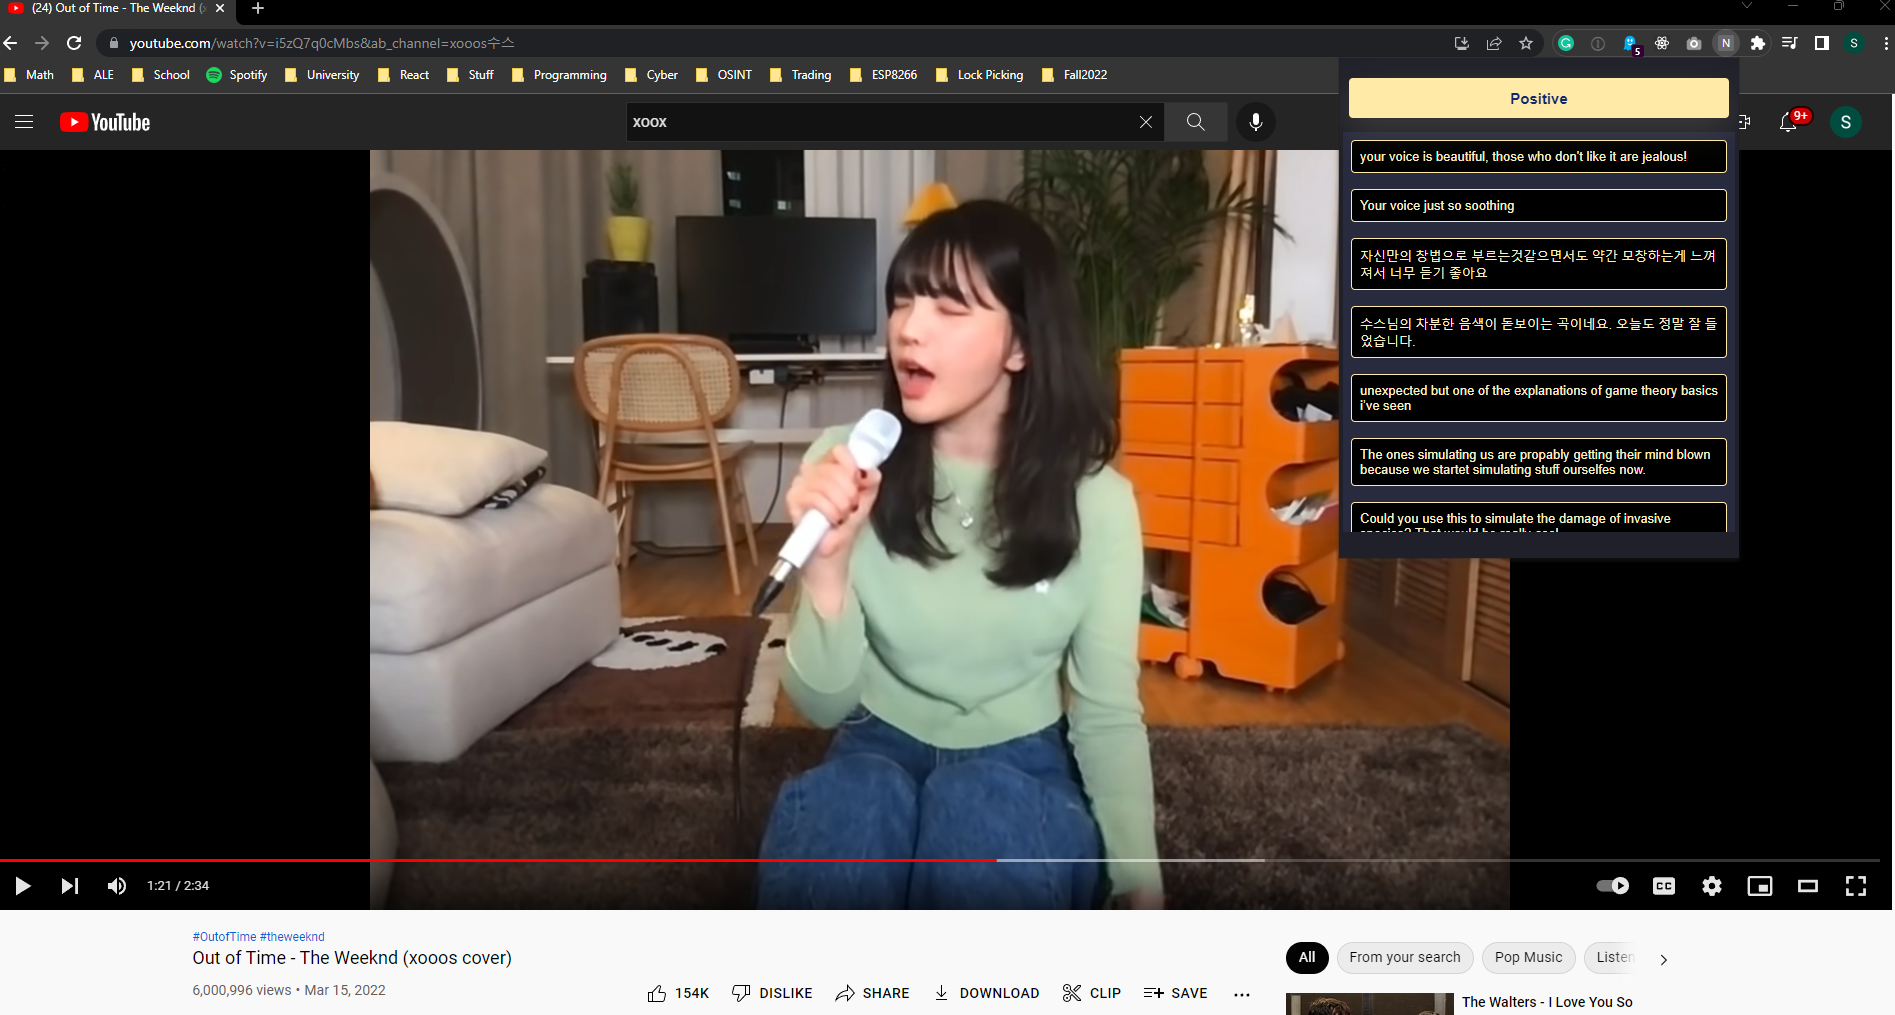 (24) Out of Time - The Weeknd (x
youtube.com/watch?v=i5zQ7q0cMbs&ab_channel=xooos수스
5
N
S
Math
ALE
School
Spotify
University
React
Stuff
Programming
Cyber
OSINT
Trading
ESP8266
Lock Picking
Fall2022
YouTube
xoox
9+
S
Positive
your voice is beautiful, those who don't like it are jealous!
Your voice just so soothing
자신만의 창법으로 부르는것같으면서도 약간 모창하는게 느껴
져서 너무 듣기 좋아요
수스님의 차분한 음색이 돋보이는 곡이네요. 오늘도 정말 잘 들
었습니다.
unexpected but one of the explanations of game theory basics
i've seen
The ones simulating us are propably getting their mind blown
because we startet simulating stuff ourselfes now.
Could you use this to simulate the damage of invasive
1:21 / 2:34
CC
#OutofTime #theweeknd
Out of Time - The Weeknd (xooos cover)
6,000,996 views • Mar 15, 2022
154K
DISLIKE
SHARE
DOWNLOAD
CLIP
SAVE
All
From your search
Pop Music
Listen
The Walters - I Love You So